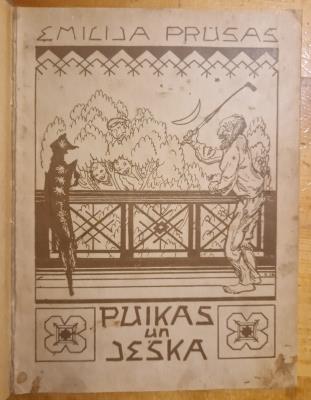 EMILIJA PRŪSAS
PUIKAS
un
JEŠKA